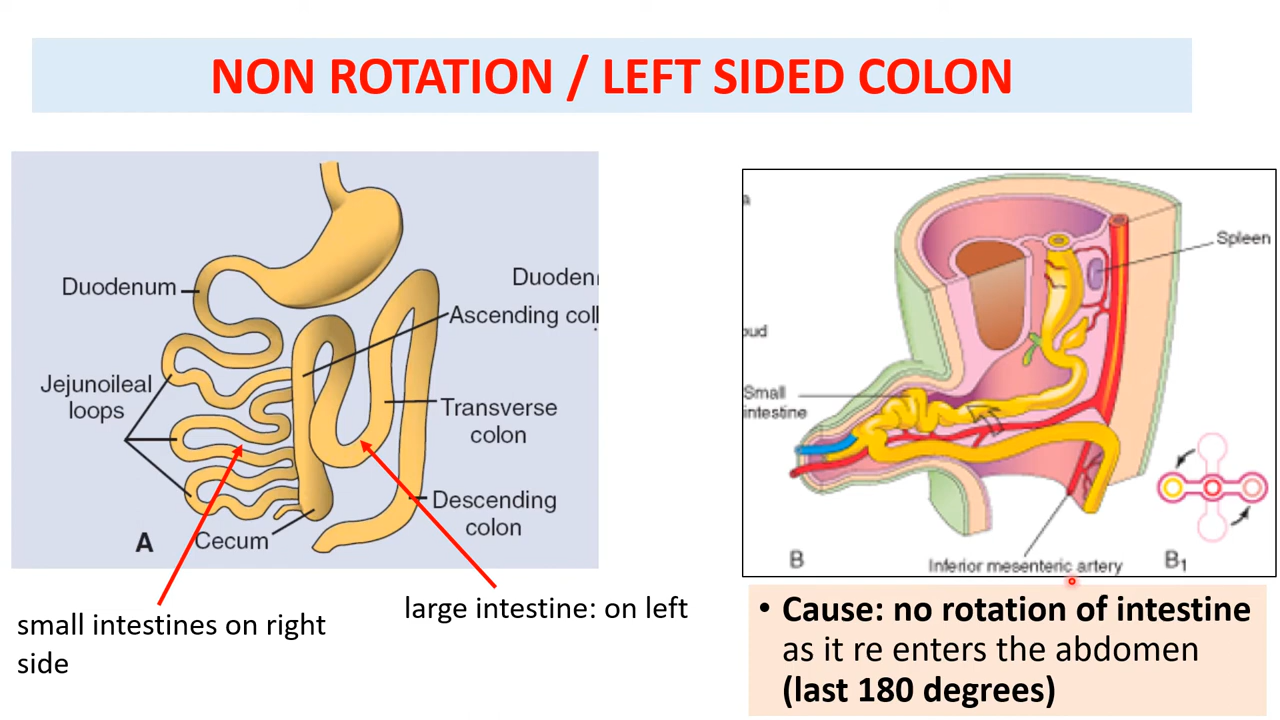 NON ROTATION / LEFT SIDED COLON
Duodenum
Duoden
Ascending col
Jejunoileal
loops
Transverse
colon
Descending
colon
Cecum
A
small intestines on right
side
large intestine: on left
a
Spleen
oud
Small
intestine
B
Inferior mesenteric artery
B1
• Cause: no rotation of intestine
as it re enters the abdomen
(last 180 degrees)